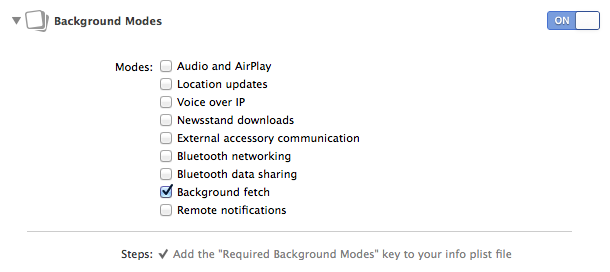 Background Modes
ON
Modes: Audio and AirPlay
Location updates
Voice over IP
Newsstand downloads
External accessory communication
Bluetooth networking
Bluetooth data sharing
Background fetch
Remote notifications
Steps: ✓ Add the "Required Background Modes" key to your info plist file